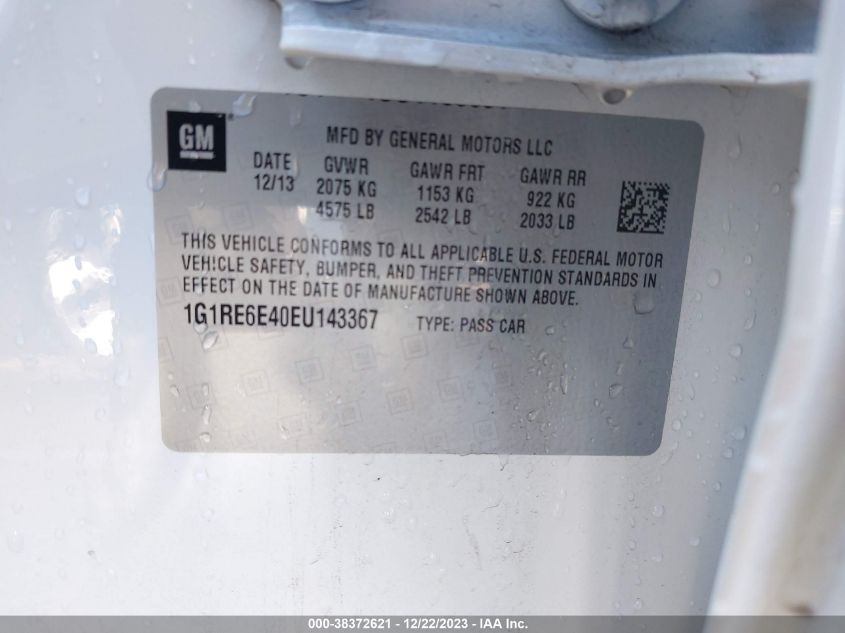 GM
MFD BY GENERAL MOTORS LLC
DATE GVWR GAWR FRT GAWR RR
12/13 2075 KG 1153 KG 922 KG
4575 LB 2542 LB 2033 LB
THIS VEHICLE CONFORMS TO ALL APPLICABLE U.S. FEDERAL MOTOR
VEHICLE SAFETY, BUMPER, AND THEFT PREVENTION STANDARDS IN
EFFECT ON THE DATE OF MANUFACTURE SHOWN ABOVE.
1G1RE6E40EU143367 TYPE: PASS CAR
000-38372621 - 12/22/2023 - IAA Inc.